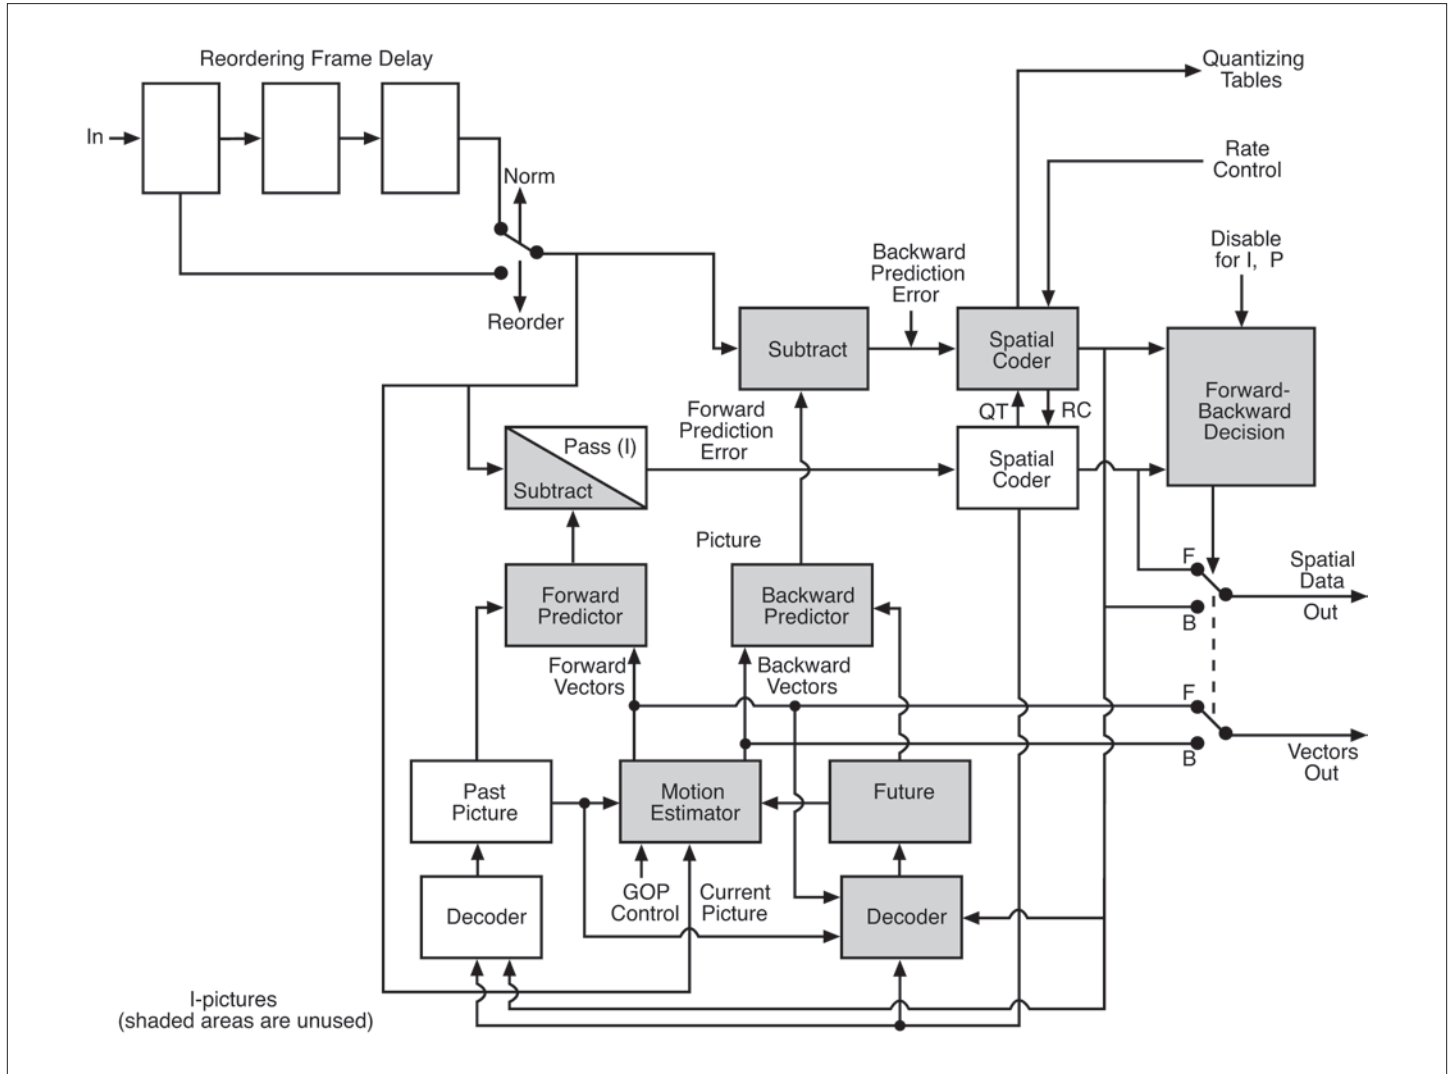 Reordering Frame Delay
In
Norm
Reorder
Quantizing
Tables
Rate
Control
Disable
for I, P
Backward
Prediction
Error
Subtract
Spatial
Coder
Forward-
Backward
Decision
QT
RC
Forward
Prediction
Error
Pass (I)
Subtract
Spatial
Coder
Picture
F
Spatial
Data
Out
B
Forward
Predictor
Backward
Predictor
Forward
Vectors
Backward
Vectors
F
B
Vectors
Out
Past
Picture
Motion
Estimator
Future
GOP
Control
Current
Picture
Decoder
Decoder
I-pictures
(shaded areas are unused)